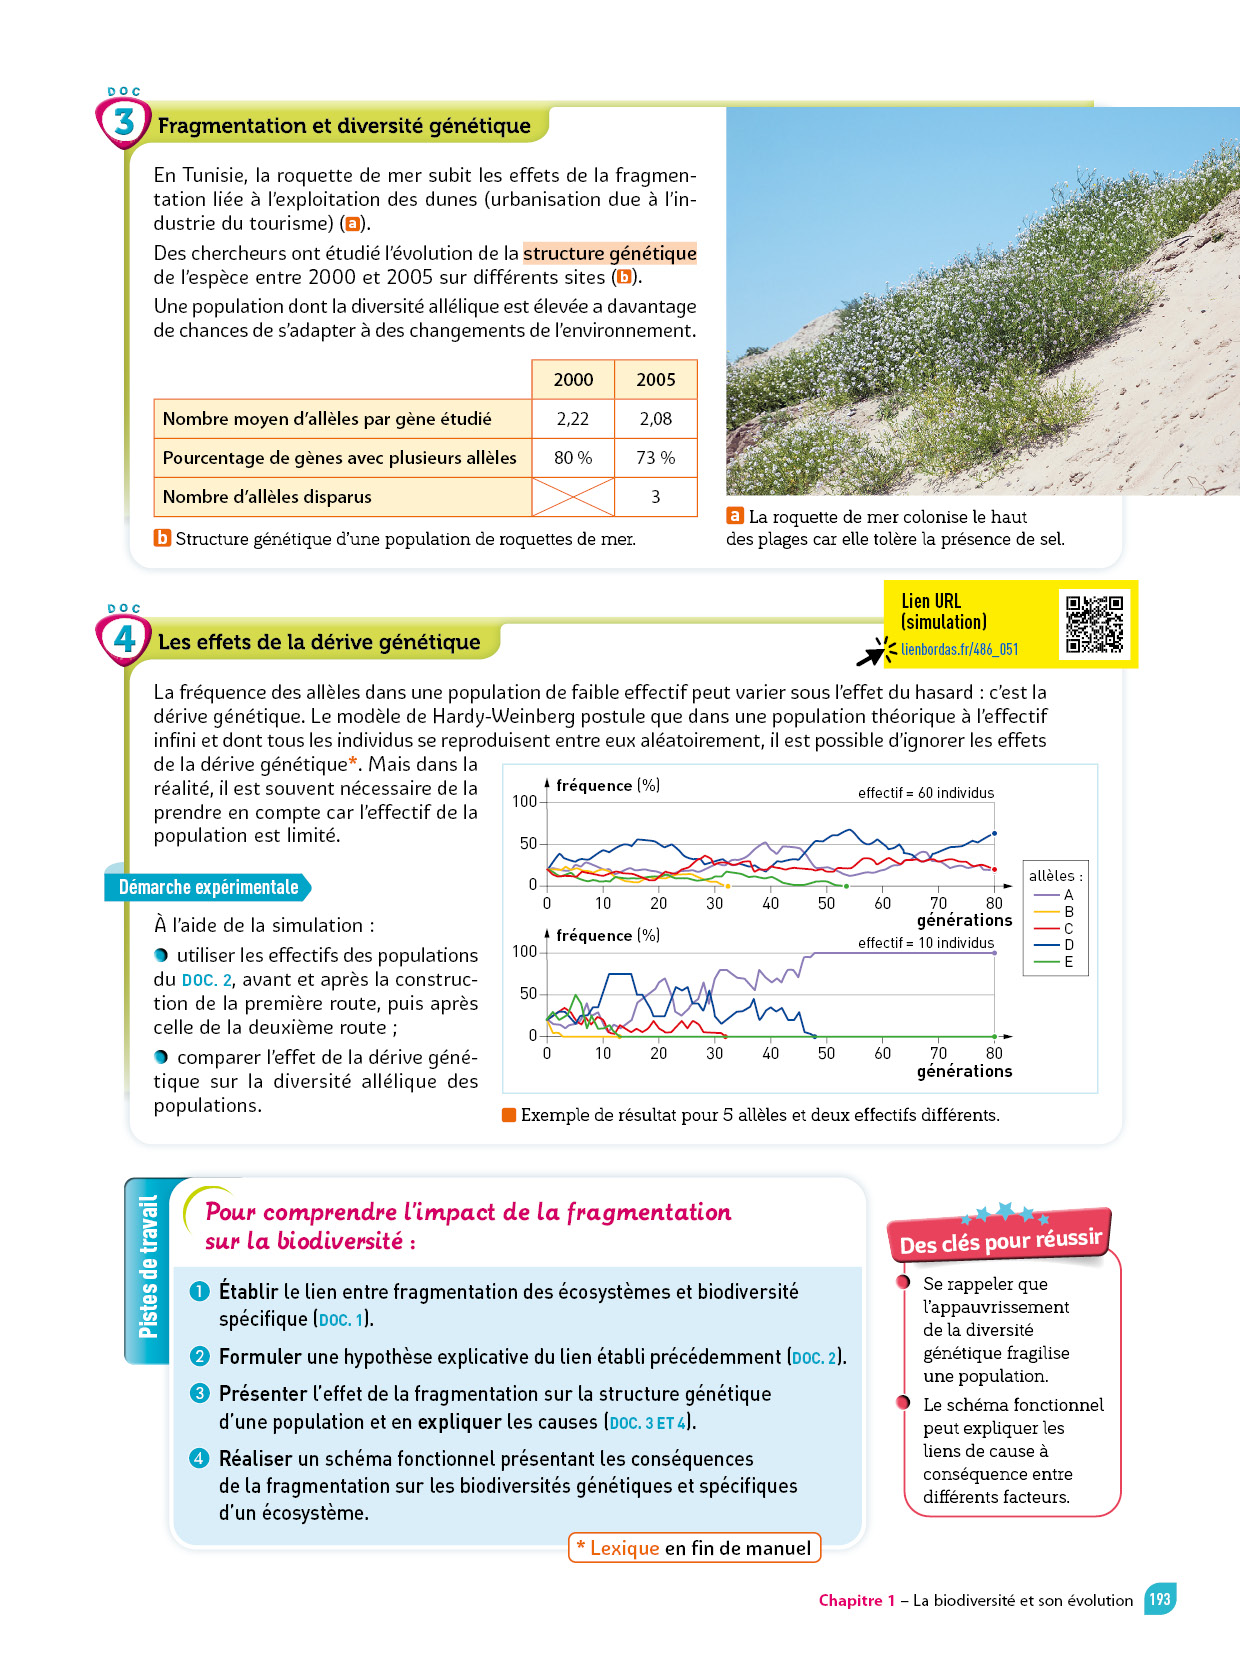 DOC
3
Fragmentation et diversité génétique
En Tunisie, la roquette de mer subit les effets de la fragmen-
tation liée à l'exploitation des dunes (urbanisation due à l'in-
dustrie du tourisme) (a).
Des chercheurs ont étudié l'évolution de la structure génétique
de l'espèce entre 2000 et 2005 sur différents sites (b).
Une population dont la diversité allélique est élevée a davantage
de chances de s'adapter à des changements de l'environnement.
2000 2005
Nombre moyen d'allèles par gène étudié 2,22 2,08
Pourcentage de gènes avec plusieurs allèles 80 % 73 %
Nombre d'allèles disparus 3
b Structure génétique d'une population de roquettes de mer.
a La roquette de mer colonise le haut
des plages car elle tolère la présence de sel.
DOC
4
Les effets de la dérive génétique
Lien URL
(simulation)
lienbordas.fr/486_051
La fréquence des allèles dans une population de faible effectif peut varier sous l'effet du hasard : c'est la
dérive génétique. Le modèle de Hardy-Weinberg postule que dans une population théorique à l'effectif
infini et dont tous les individus se reproduisent entre eux aléatoirement, il est possible d'ignorer les effets
de la dérive génétique*. Mais dans la
réalité, il est souvent nécessaire de la
prendre en compte car l'effectif de la
population est limité.
Démarche expérimentale
À l'aide de la simulation :
utiliser les effectifs des populations
du DOC. 2, avant et après la construc-
tion de la première route, puis après
celle de la deuxième route ;
comparer l'effet de la dérive géné-
tique sur la diversité allélique des
populations.
fréquence (%)
effectif = 60 individus
100
50
0
0 10 20 30 40 50 60 70 80
générations
fréquence (%)
effectif = 10 individus
100
50
0
0 10 20 30 40 50 60 70 80
générations
allèles :
A
B
C
D
E
Exemple de résultat pour 5 allèles et deux effectifs différents.
Pistes de travail
Pour comprendre l'impact de la fragmentation
sur la biodiversité :
1 Établir le lien entre fragmentation des écosystèmes et biodiversité
spécifique (DOC. 1).
2 Formuler une hypothèse explicative du lien établi précédemment (DOC. 2).
3 Présenter l'effet de la fragmentation sur la structure génétique
d'une population et en expliquer les causes (DOC. 3 ET 4).
4 Réaliser un schéma fonctionnel présentant les conséquences
de la fragmentation sur les biodiversités génétiques et spécifiques
d'un écosystème.
* Lexique en fin de manuel
Des clés pour réussir
Se rappeler que
l'appauvrissement
de la diversité
génétique fragilise
une population.
Le schéma fonctionnel
peut expliquer les
liens de cause à
conséquence entre
différents facteurs.
Chapitre 1 – La biodiversité et son évolution 193